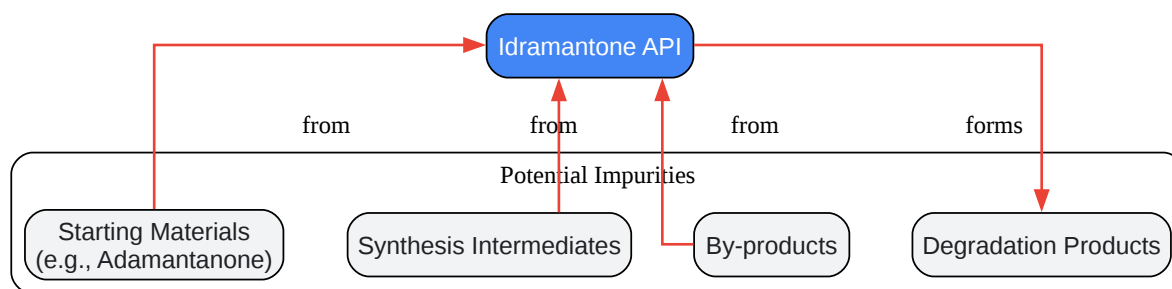 Idramantone API
from
from
from
forms
Potential Impurities
Starting Materials
(e.g., Adamantanone)
Synthesis Intermediates
By-products
Degradation Products